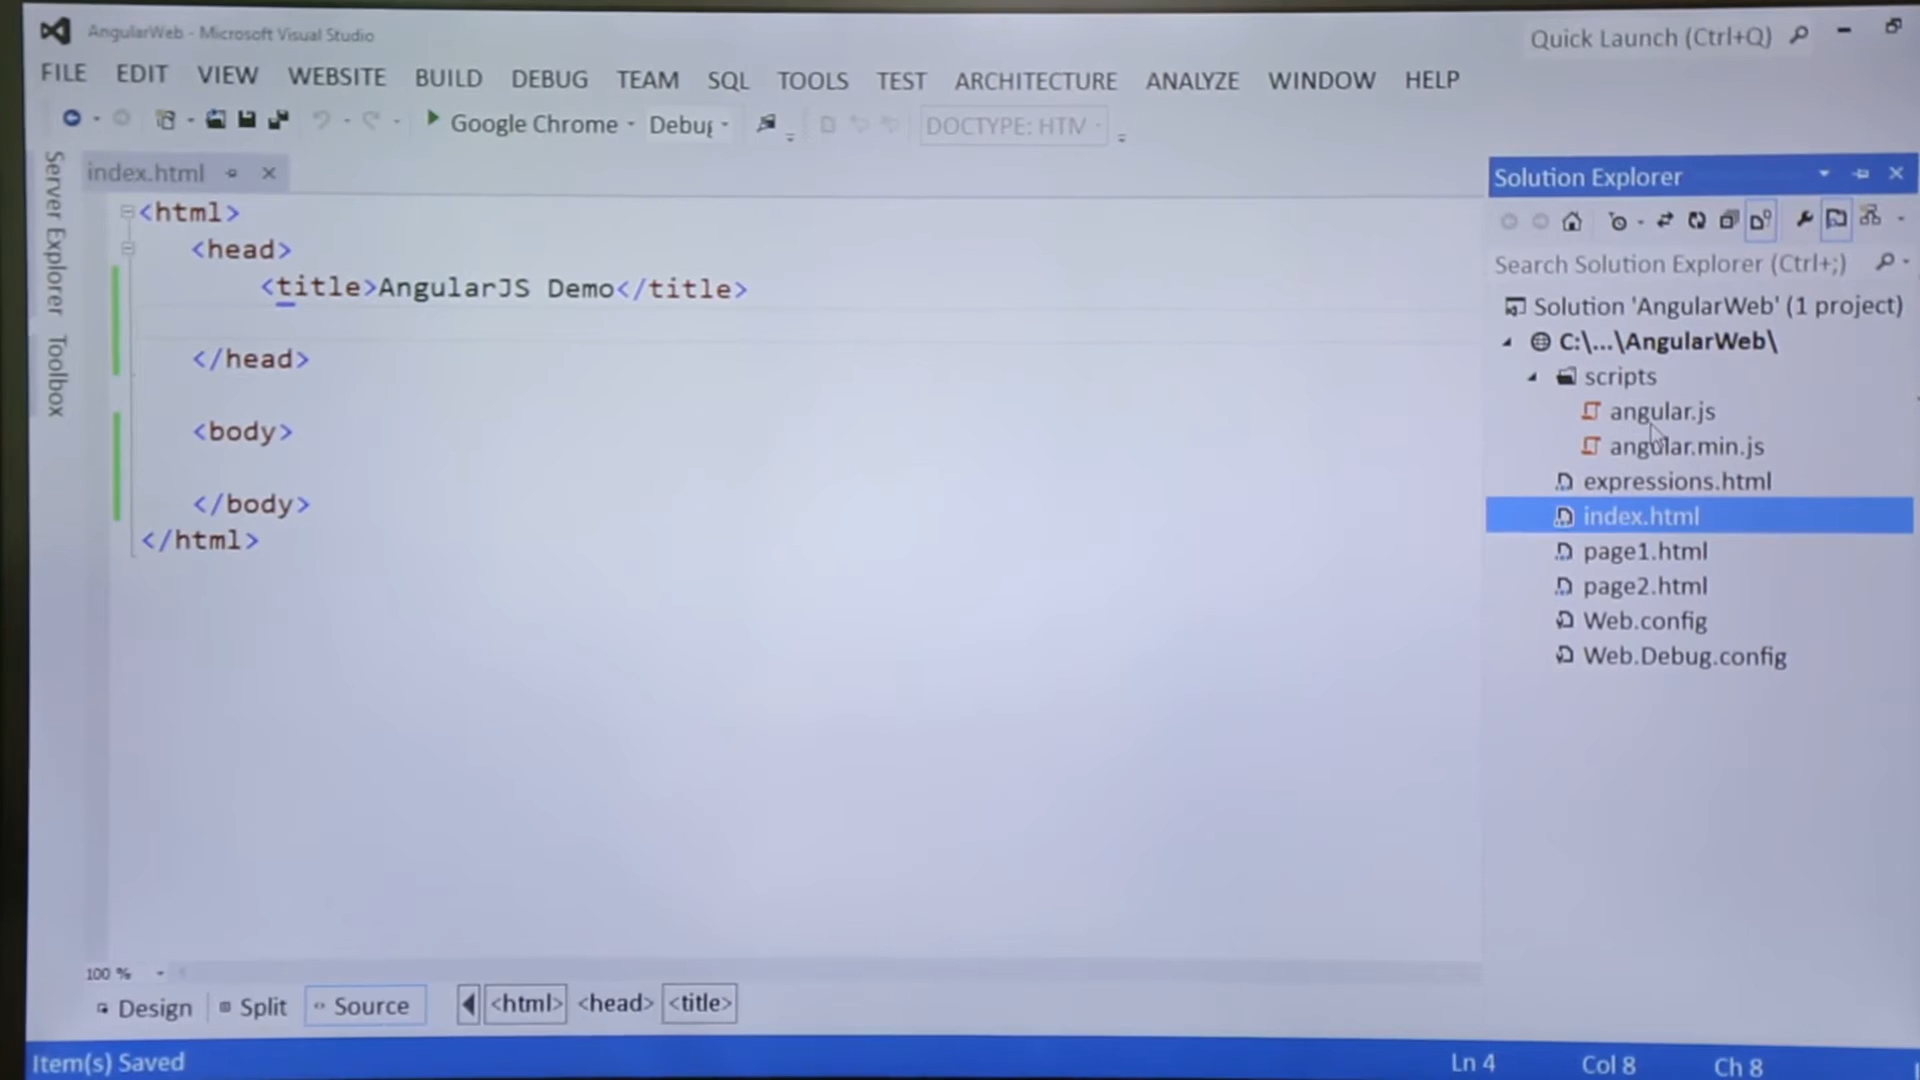 AngularWeb - Microsoft Visual Studio
Quick Launch (Ctrl+Q)
FILE EDIT VIEW WEBSITE BUILD DEBUG TEAM SQL TOOLS TEST ARCHITECTURE ANALYZE WINDOW HELP
Google Chrome Debug DOCTYPE: HTM
Server Explorer
Toolbox
index.html
<html>
<head>
<title>AngularJS Demo</title>
</head>
<body>
</body>
</html>
Solution Explorer
Search Solution Explorer (Ctrl+;)
Solution 'AngularWeb' (1 project)
C:\...\AngularWeb\
scripts
angular.js
angular.min.js
expressions.html
index.html
page1.html
page2.html
Web.config
Web.Debug.config
100 %
Design Split Source <html> <head> <title>
Item(s) Saved Ln 4 Col 8 Ch 8